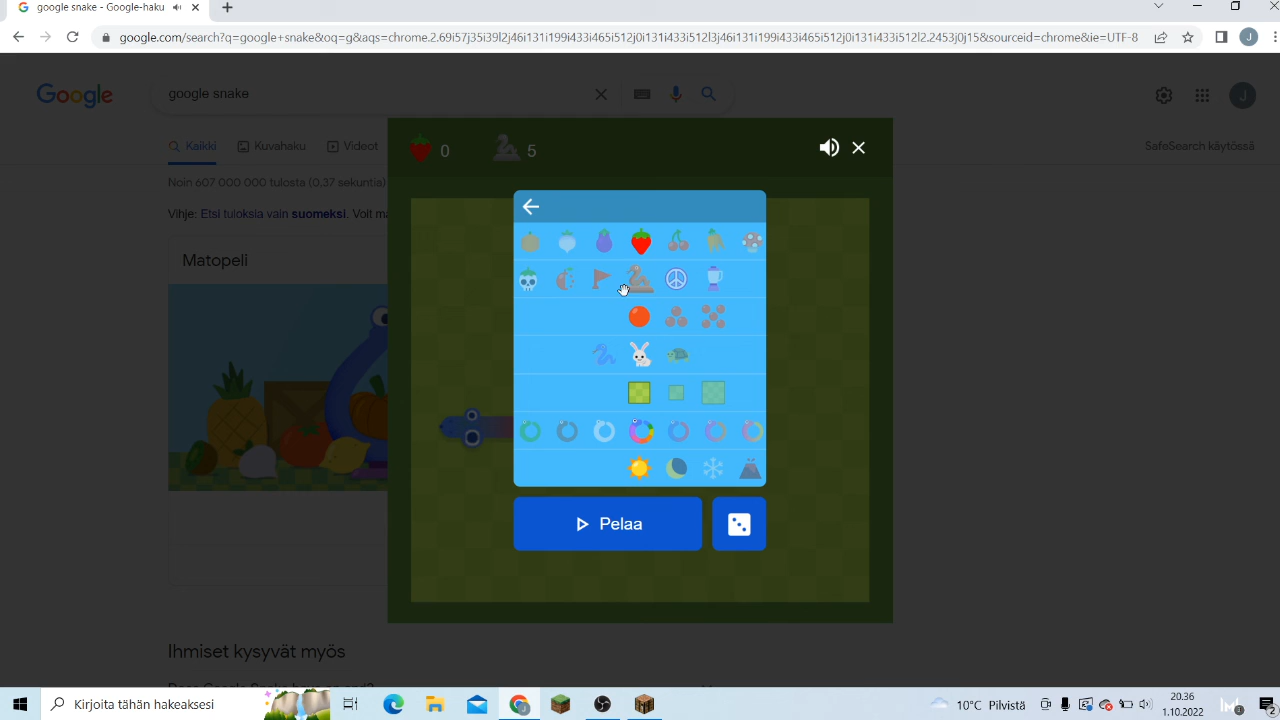 google snake - Google-haku
google.com/search?q=google+snake&oq=g&aqs=chrome.2.69i57j35i39l2j46i131i199i433i465i512j0i131i433i512l3j46i131i199i433i465i512j0i131i433i512l2.2453j0j15&sourceid=chrome&ie=UTF-8
J
Google
google snake
J
Kaikki
Kuvahaku
Videot
SafeSearch käytössä
0
5
Noin 607 000 000 tulosta (0,37 sekuntia)
Vihje: Etsi tuloksia vain suomeksi. Voit
Matopeli
Pelaa
Ihmiset kysyvät myös
Kirjoita tähän hakeaksesi
10°C Pilvistä
20.36
1.10.2022
2